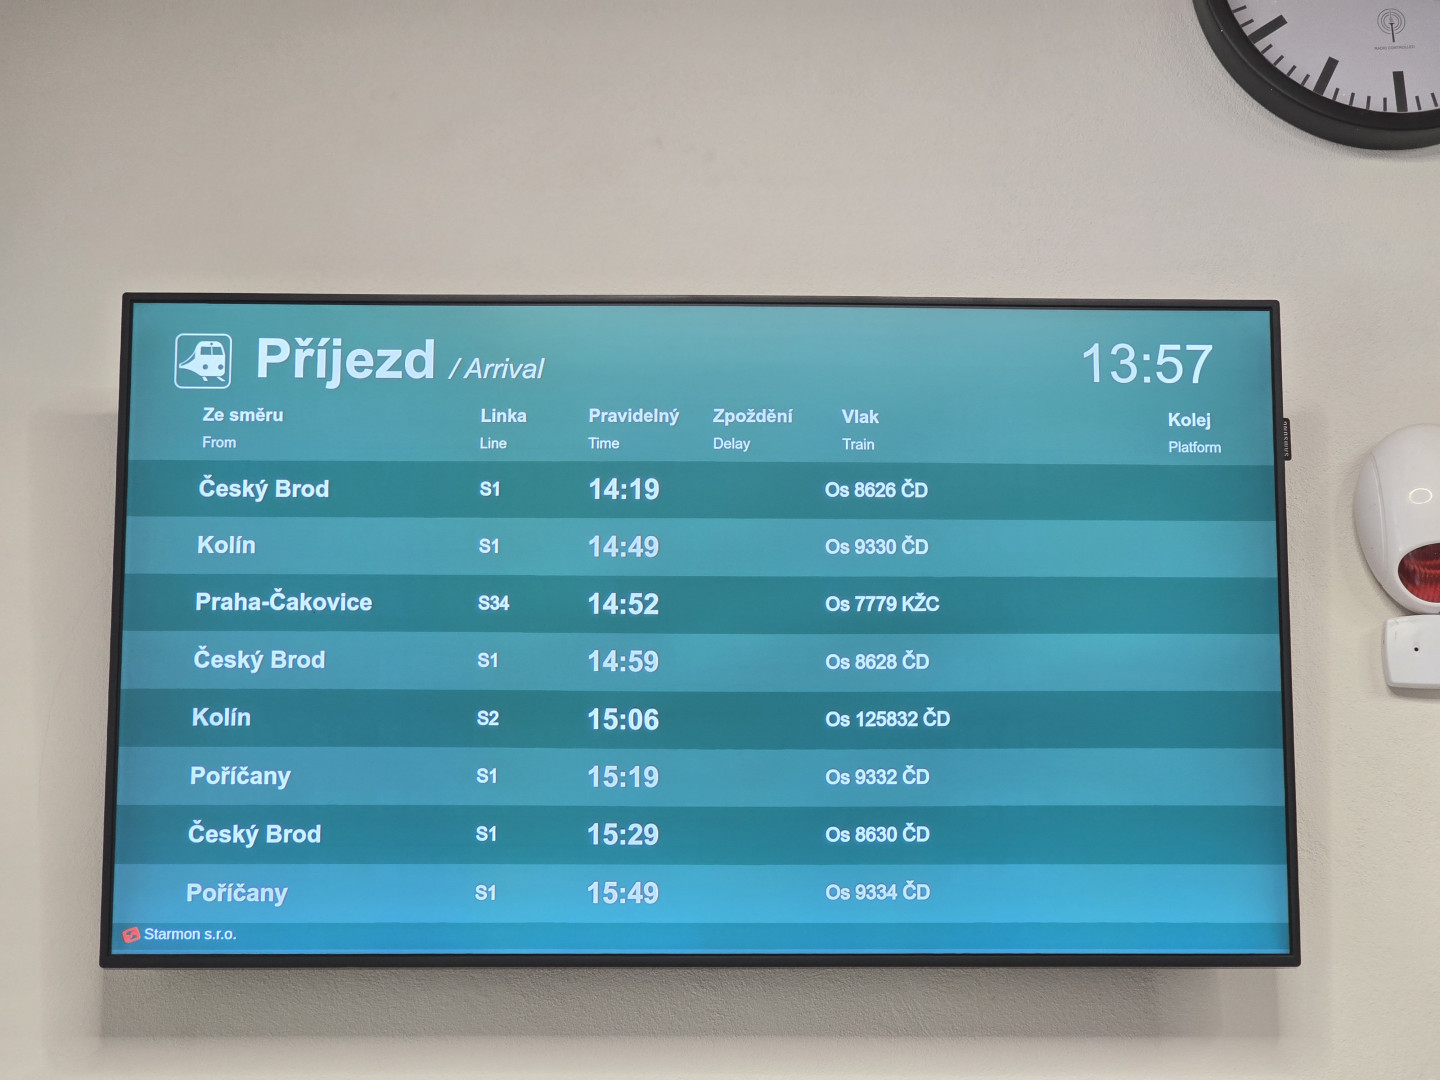 RADIO CONTROLLED
Příjezd / Arrival 13:57
Ze směru Linka Pravidelný Zpoždění Vlak Kolej
From Line Time Delay Train Platform
Český Brod S1 14:19 Os 8626 ČD
Kolín S1 14:49 Os 9330 ČD
Praha-Čakovice S34 14:52 Os 7779 KŽC
Český Brod S1 14:59 Os 8628 ČD
Kolín S2 15:06 Os 125832 ČD
Poříčany S1 15:19 Os 9332 ČD
Český Brod S1 15:29 Os 8630 ČD
Poříčany S1 15:49 Os 9334 ČD
Starmon s.r.o.
SAMSUNG